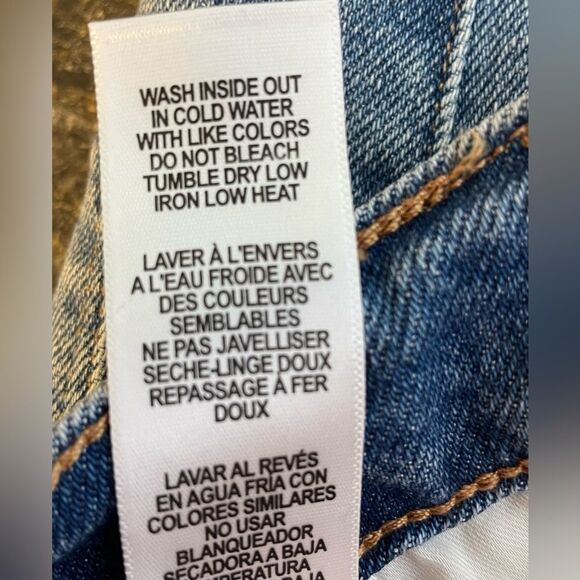 WASH INSIDE OUT
IN COLD WATER
WITH LIKE COLORS
DO NOT BLEACH
TUMBLE DRY LOW
IRON LOW HEAT
LAVER À L'ENVERS
A L'EAU FROIDE AVEC
DES COULEURS
SEMBLABLES
NE PAS JAVELLISER
SECHE-LINGE DOUX
REPASSAGE À FER
DOUX
LAVAR AL REVÉS
EN AGUA FRÍA CON
COLORES SIMILARES
NO USAR
BLANQUEADOR
SECADORA A BAJA
TEMPERATURA